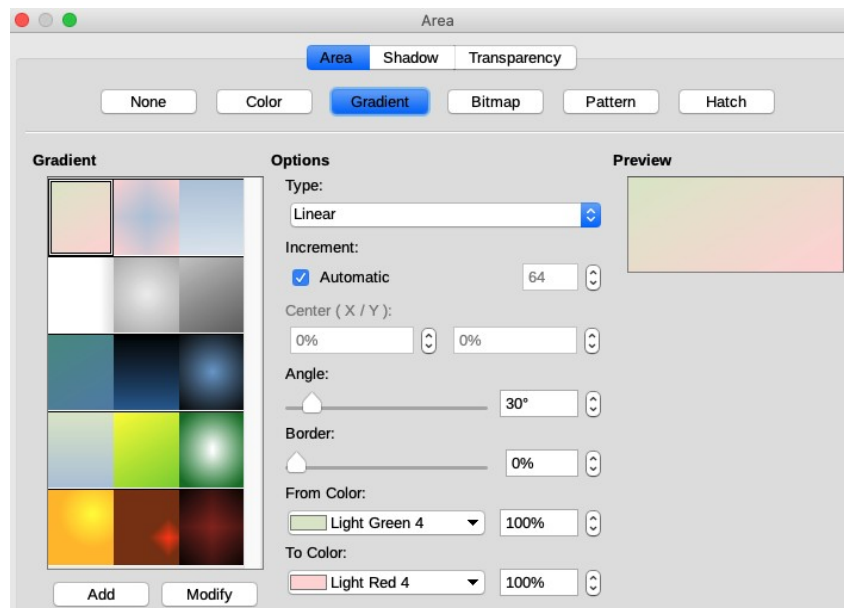 Area
Area Shadow Transparency
None Color Gradient Bitmap Pattern Hatch
Gradient
Options
Type:
Linear
Increment:
Automatic 64
Center ( X / Y ):
0% 0%
Angle:
30°
Border:
0%
From Color:
Light Green 4 100%
To Color:
Light Red 4 100%
Add Modify
Preview